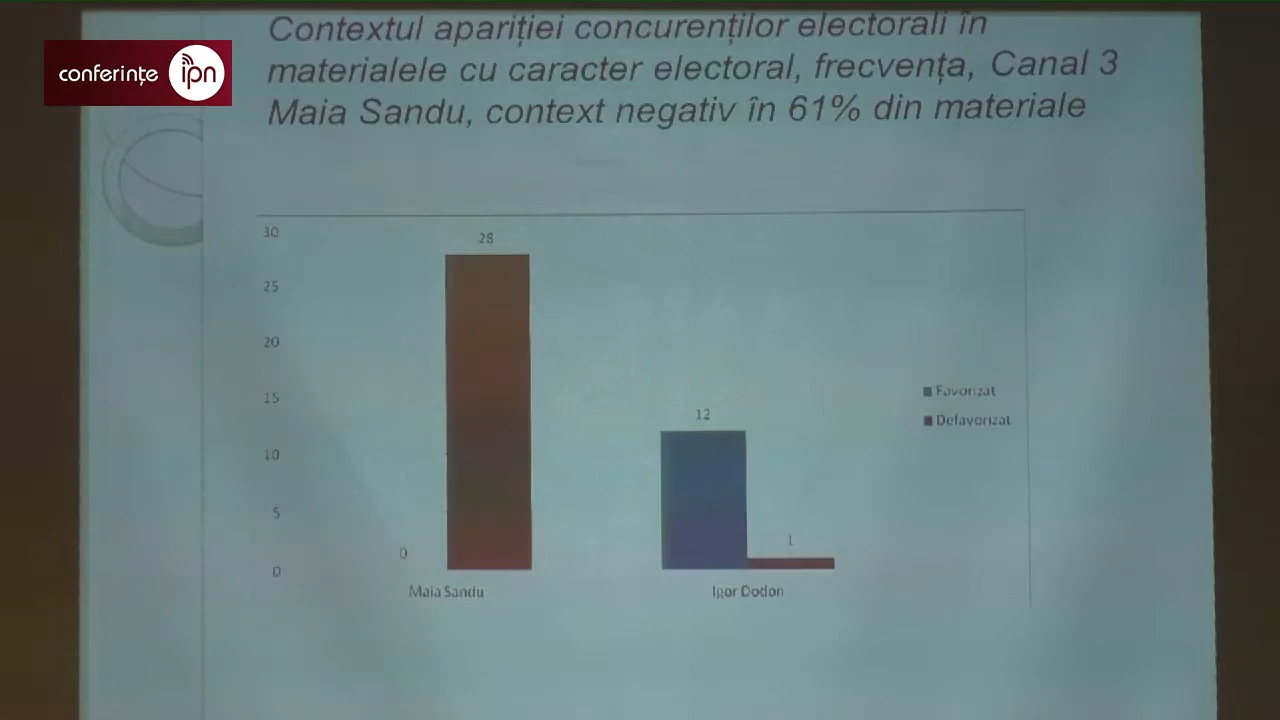 Contextul apariției concurenților electorali în
materialele cu caracter electoral, frecvența, Canal 3
Maia Sandu, context negativ în 61% din materiale
conferințe ipn
30
28
25
20
15
Favorizat
12
Defavorizat
10
5
1
0
0
Maia Sandu
Igor Dodon